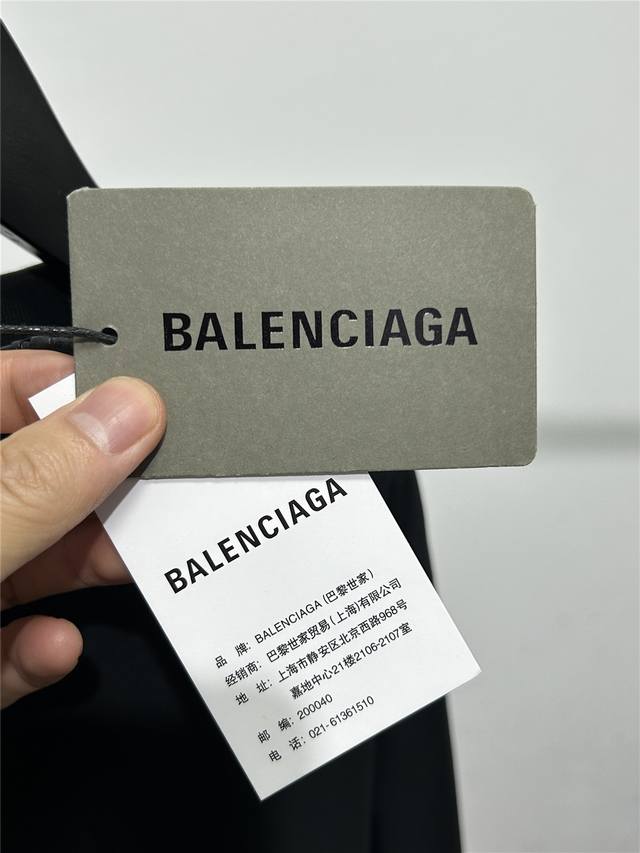 BALENCIAGA
BALENCIAGA
品 牌: BALENCIAGA (巴黎世家)
经销商: 巴黎世家贸易(上海)有限公司
地 址: 上海市静安区北京西路968号
嘉地中心21楼2106-2107室
邮 编: 200040
电 话: 021-61361510